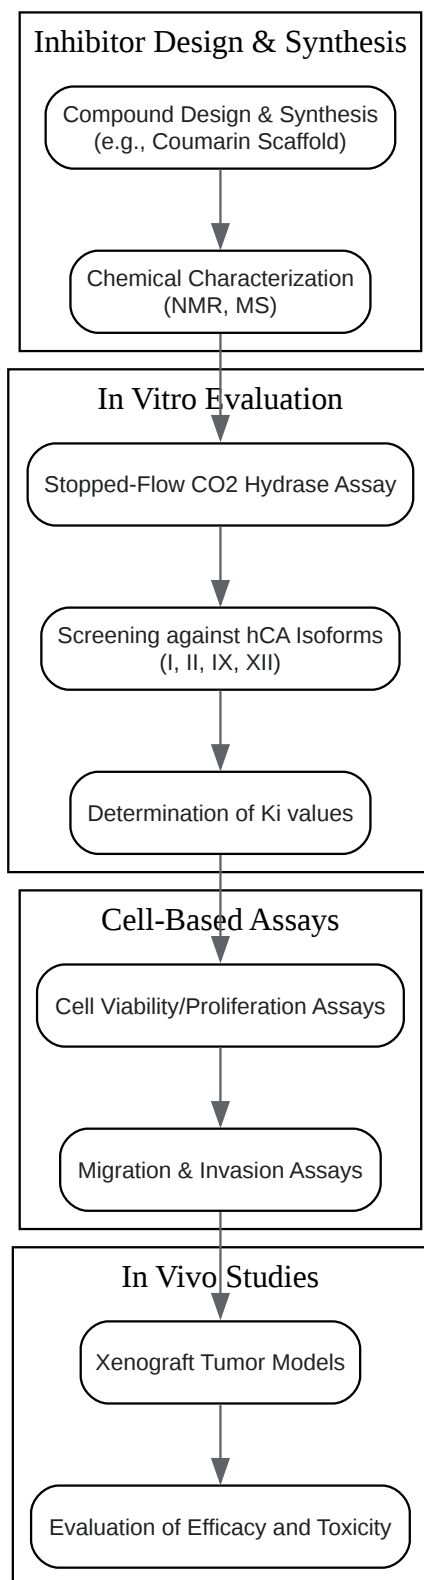 Inhibitor Design & Synthesis
Compound Design & Synthesis
(e.g., Coumarin Scaffold)
Chemical Characterization
(NMR, MS)
In Vitro Evaluation
Stopped-Flow CO2 Hydrase Assay
Screening against hCA Isoforms
(I, II, IX, XII)
Determination of Ki values
Cell-Based Assays
Cell Viability/Proliferation Assays
Migration & Invasion Assays
In Vivo Studies
Xenograft Tumor Models
Evaluation of Efficacy and Toxicity